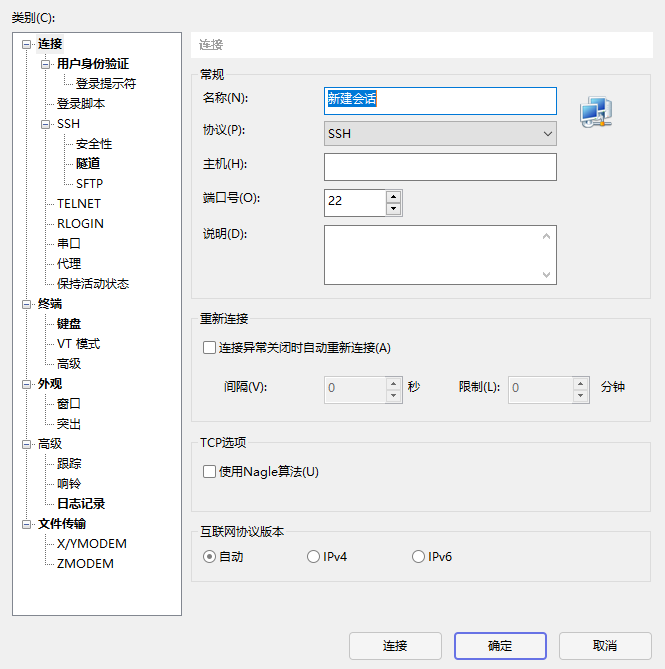 类别(C):
连接
用户身份验证
登录提示符
登录脚本
SSH
安全性
隧道
SFTP
TELNET
RLOGIN
串口
代理
保持活动状态
终端
键盘
VT 模式
高级
外观
窗口
突出
高级
跟踪
响铃
日志记录
文件传输
X/YMODEM
ZMODEM
连接
常规
名称(N): 新建会话
协议(P): SSH
主机(H):
端口号(O): 22
说明(D):
重新连接
连接异常关闭时自动重新连接(A)
间隔(V): 0 秒 限制(L): 0 分钟
TCP选项
使用Nagle算法(U)
互联网协议版本
自动 IPv4 IPv6
连接 确定 取消